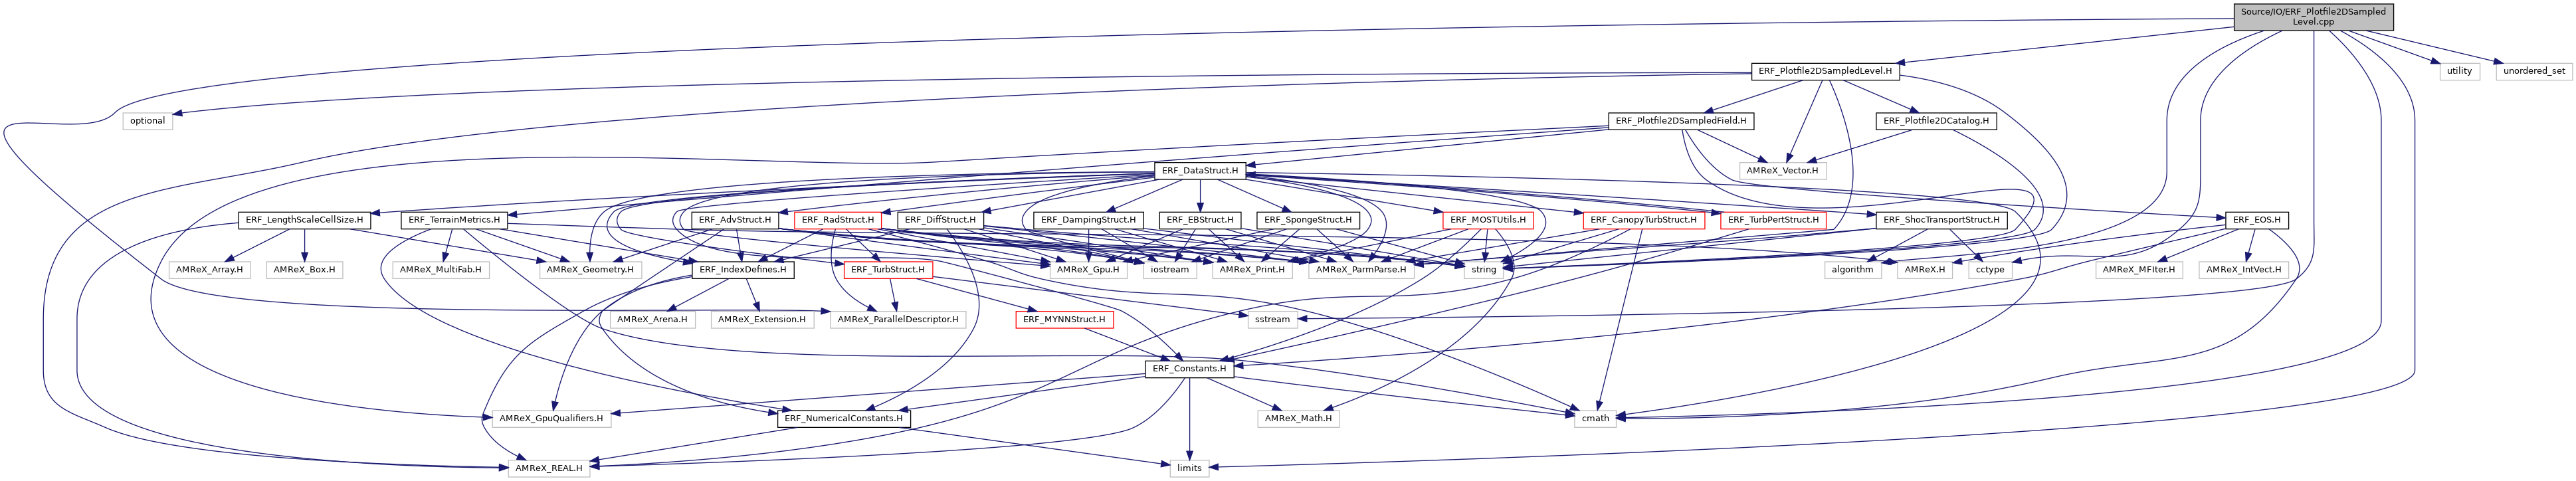 Source/IO/ERF_Plotfile2DSampled
Level.cpp
ERF_Plotfile2DSampledLevel.H
utility
unordered_set
optional
ERF_Plotfile2DSampledField.H
ERF_Plotfile2DCatalog.H
ERF_DataStruct.H
AMReX_Vector.H
ERF_LengthScaleCellSize.H
ERF_TerrainMetrics.H
ERF_AdvStruct.H
ERF_RadStruct.H
ERF_DiffStruct.H
ERF_DampingStruct.H
ERF_EBStruct.H
ERF_SpongeStruct.H
ERF_MOSTUtils.H
ERF_CanopyTurbStruct.H
ERF_TurbPertStruct.H
ERF_ShocTransportStruct.H
ERF_EOS.H
AMReX_Array.H
AMReX_Box.H
AMReX_MultiFab.H
AMReX_Geometry.H
ERF_IndexDefines.H
ERF_TurbStruct.H
AMReX_Gpu.H
iostream
AMReX_Print.H
AMReX_ParmParse.H
string
algorithm
AMReX.H
cctype
AMReX_MFIter.H
AMReX_IntVect.H
AMReX_Arena.H
AMReX_Extension.H
AMReX_ParallelDescriptor.H
ERF_MYNNStruct.H
sstream
ERF_Constants.H
AMReX_GpuQualifiers.H
ERF_NumericalConstants.H
AMReX_Math.H
cmath
AMReX_REAL.H
limits